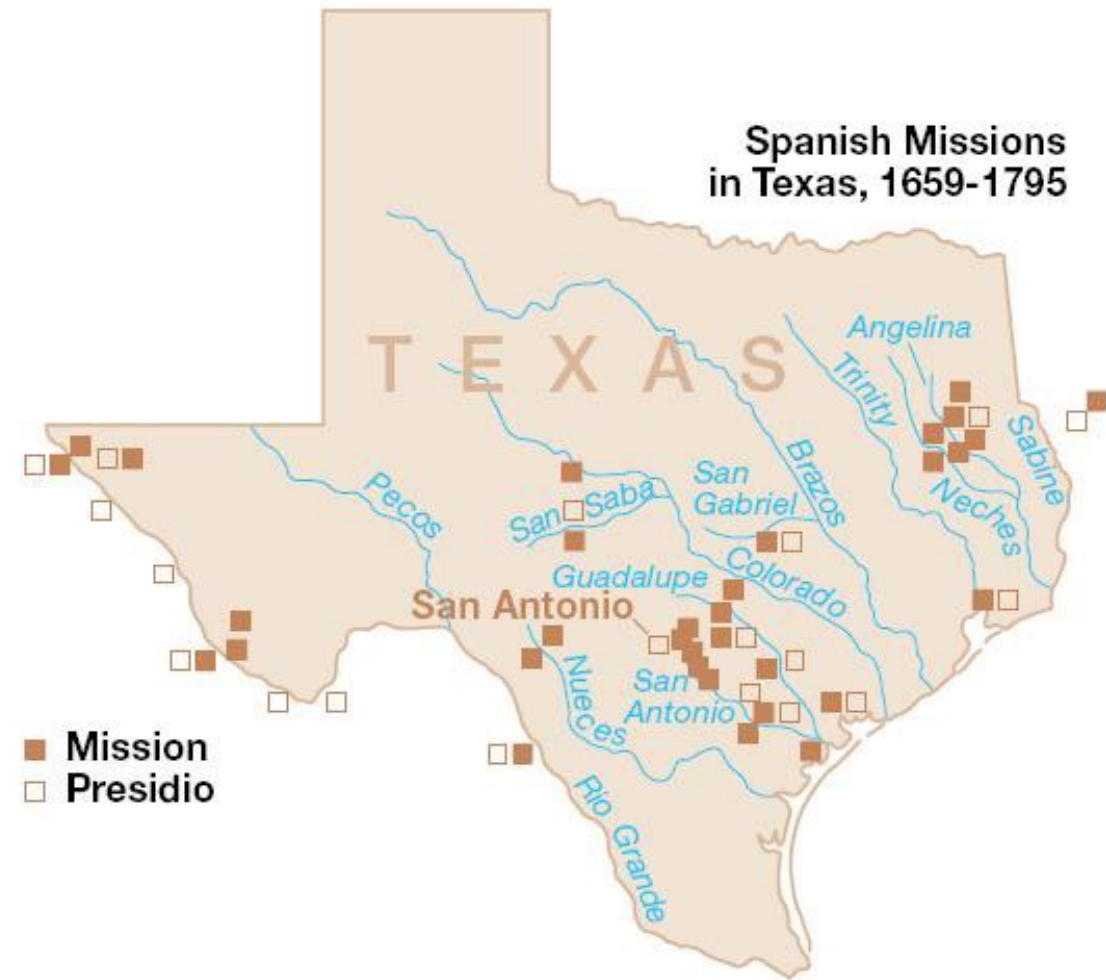 Spanish Missions
in Texas, 1659-1795
TEXAS
Angelina
Trinity
Sabine
Neches
Brazos
San
Gabriel
Pecos
San Saba
Colorado
Guadalupe
San Antonio
Nueces
San
Antonio
Rio Grande
Mission
Presidio